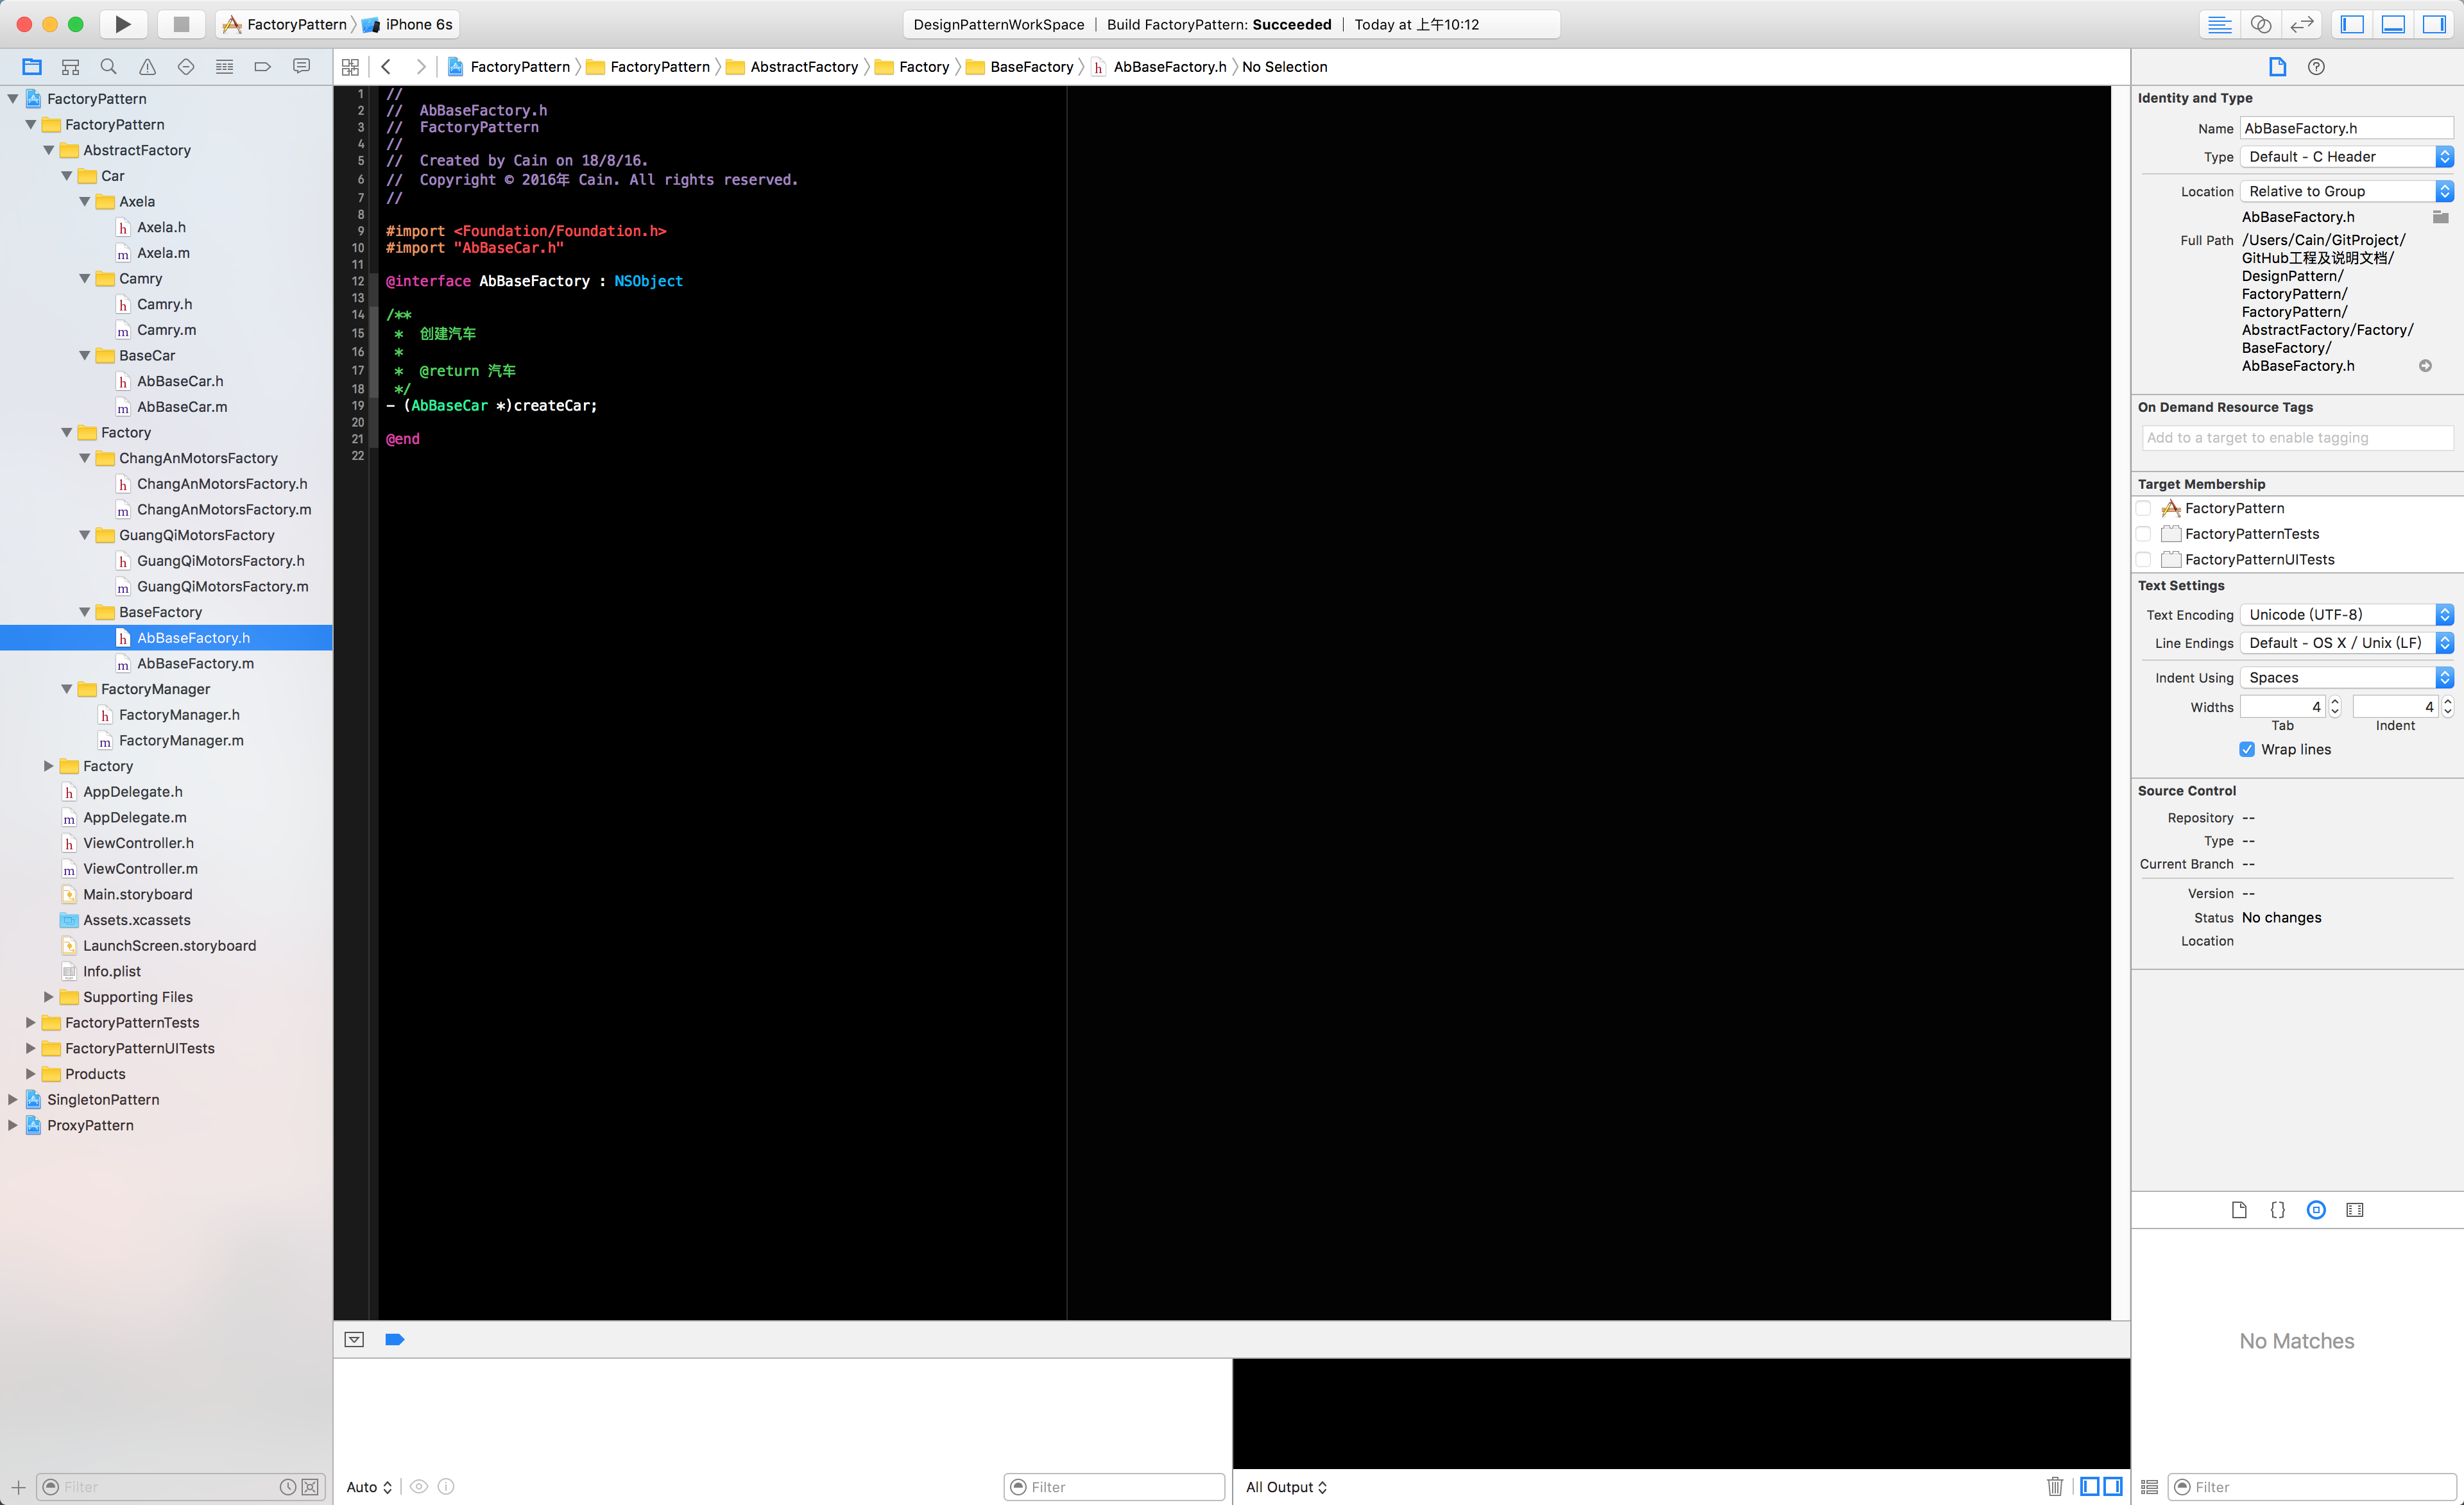 FactoryPattern iPhone 6s
DesignPatternWorkSpace | Build FactoryPattern: Succeeded | Today at 上午10:12
FactoryPattern
FactoryPattern
AbstractFactory
Car
Axela
Axela.h
Axela.m
Camry
Camry.h
Camry.m
BaseCar
AbBaseCar.h
AbBaseCar.m
Factory
ChangAnMotorsFactory
ChangAnMotorsFactory.h
ChangAnMotorsFactory.m
GuangQiMotorsFactory
GuangQiMotorsFactory.h
GuangQiMotorsFactory.m
BaseFactory
AbBaseFactory.h
AbBaseFactory.m
FactoryManager
FactoryManager.h
FactoryManager.m
Factory
AppDelegate.h
AppDelegate.m
ViewController.h
ViewController.m
Main.storyboard
Assets.xcassets
LaunchScreen.storyboard
Info.plist
Supporting Files
FactoryPatternTests
FactoryPatternUITests
Products
SingletonPattern
ProxyPattern
Filter
FactoryPattern FactoryPattern AbstractFactory Factory BaseFactory AbBaseFactory.h No Selection
1 //
2 //  AbBaseFactory.h
3 //  FactoryPattern
4 //
5 //  Created by Cain on 18/8/16.
6 //  Copyright © 2016年 Cain. All rights reserved.
7 //
8
9 #import <Foundation/Foundation.h>
10 #import "AbBaseCar.h"
11
12 @interface AbBaseFactory : NSObject
13
14 /**
15  *  创建汽车
16  *
17  *  @return 汽车
18  */
19 - (AbBaseCar *)createCar;
20
21 @end
22
Auto
Filter
All Output
Identity and Type
Name AbBaseFactory.h
Type Default - C Header
Location Relative to Group
AbBaseFactory.h
Full Path /Users/Cain/GitProject/
GitHub工程及说明文档/
DesignPattern/
FactoryPattern/
FactoryPattern/
AbstractFactory/Factory/
BaseFactory/
AbBaseFactory.h
On Demand Resource Tags
Add to a target to enable tagging
Target Membership
FactoryPattern
FactoryPatternTests
FactoryPatternUITests
Text Settings
Text Encoding Unicode (UTF-8)
Line Endings Default - OS X / Unix (LF)
Indent Using Spaces
Widths 4 4
Tab Indent
Wrap lines
Source Control
Repository --
Type --
Current Branch --
Version --
Status No changes
Location
No Matches
Filter